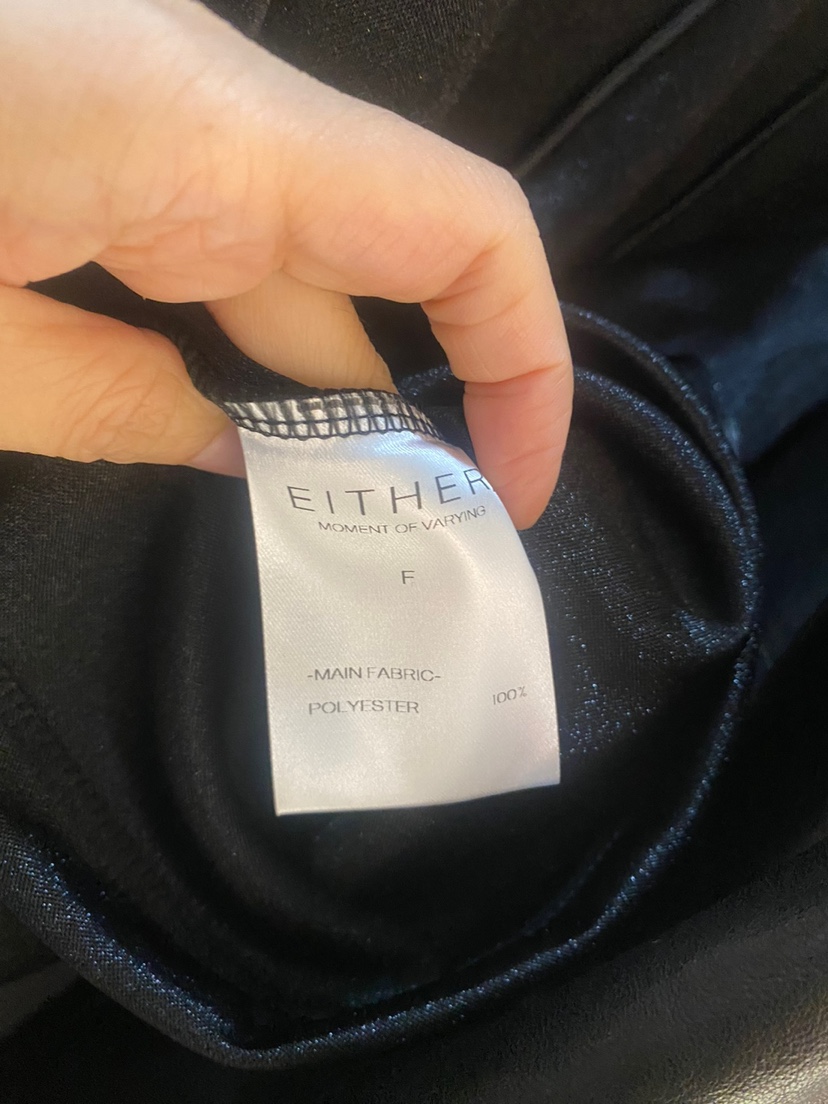 EITHER
MOMENT OF VARYING
F
-MAIN FABRIC-
POLYESTER 100%